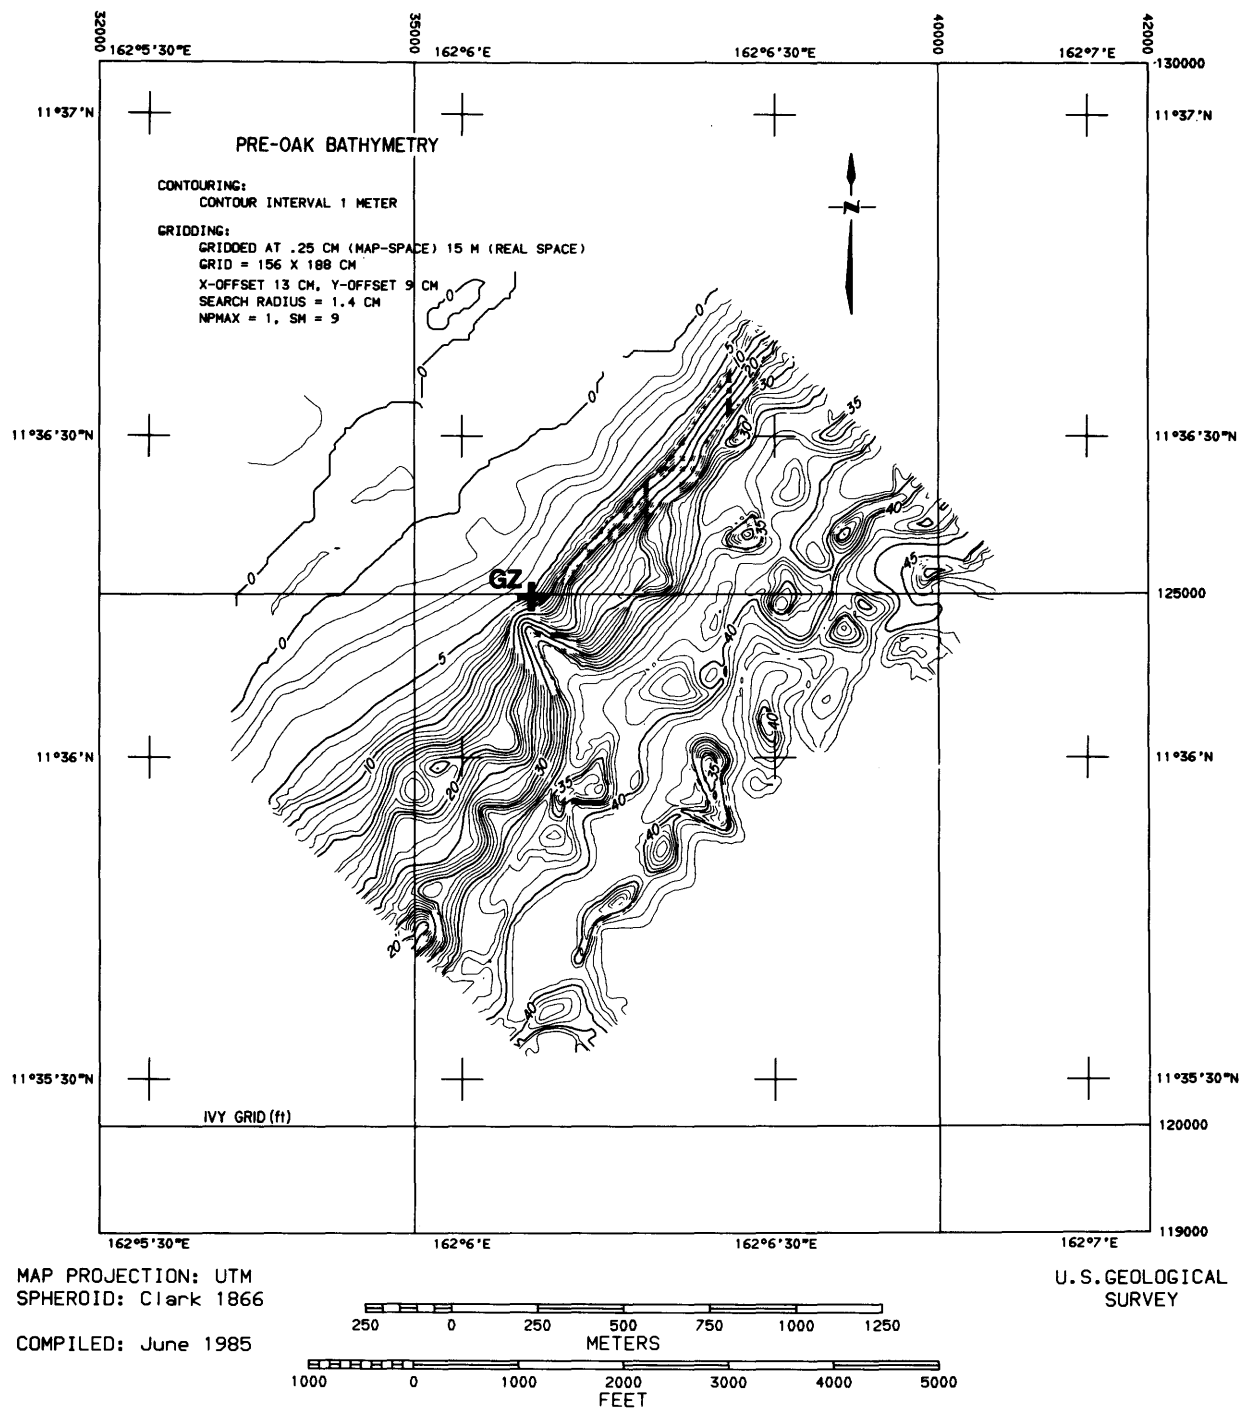 32000 35000 40000 42000
162°5'30"E 162°6'E 162°6'30"E 162°7'E
130000
11°37'N 11°37'N
PRE-OAK BATHYMETRY
CONTOURING:
CONTOUR INTERVAL 1 METER
GRIDDING:
GRIDDED AT .25 CM (MAP-SPACE) 15 M (REAL SPACE)
GRID = 156 X 188 CM
X-OFFSET 13 CM, Y-OFFSET 9 CM
SEARCH RADIUS = 1.4 CM
NPMAX = 1, SM = 9
N
0
0
0
5
10
20
30
0
35
30
11°36'30"N 11°36'30"N
40
35
45
0
GZ
125000
0
5
40
40
11°36'N 11°36'N
10
30
20
35
35
40
40
20
40
11°35'30"N 11°35'30"N
IVY GRID (ft)
120000
119000
162°5'30"E 162°6'E 162°6'30"E 162°7'E
MAP PROJECTION: UTM
SPHEROID: Clark 1866
COMPILED: June 1985
U.S.GEOLOGICAL
SURVEY
250 0 250 500 750 1000 1250
METERS
1000 0 1000 2000 3000 4000 5000
FEET